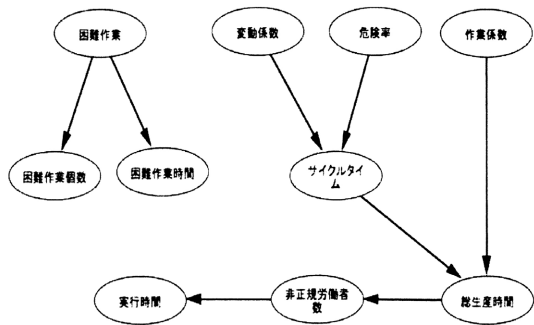 困難作業
変動係数
危険率
作業係数
困難作業個数
困難作業時間
サイクルタイ
ム
実行時間
非正規労働者
数
総生産時間